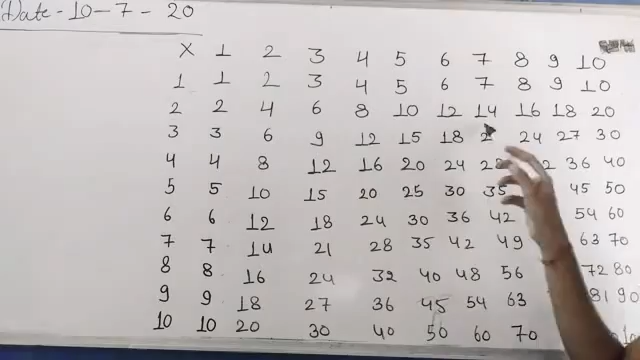 Date - 10-7-20
X 1 2 3 4 5 6 7 8 9 10
1 1 2 3 4 5 6 7 8 9 10
2 2 4 6 8 10 12 14 16 18 20
3 3 6 9 12 15 18 24 27 30
4 4 8 12 16 20 24 36 40
5 5 10 15 20 25 30 35 45 50
6 6 12 18 24 30 36 42 54 60
7 7 14 21 28 35 42 49 63 70
8 8 16 24 32 40 48 56 72 80
9 9 18 27 36 45 54 63 81 90
10 10 20 30 40 50 60 70